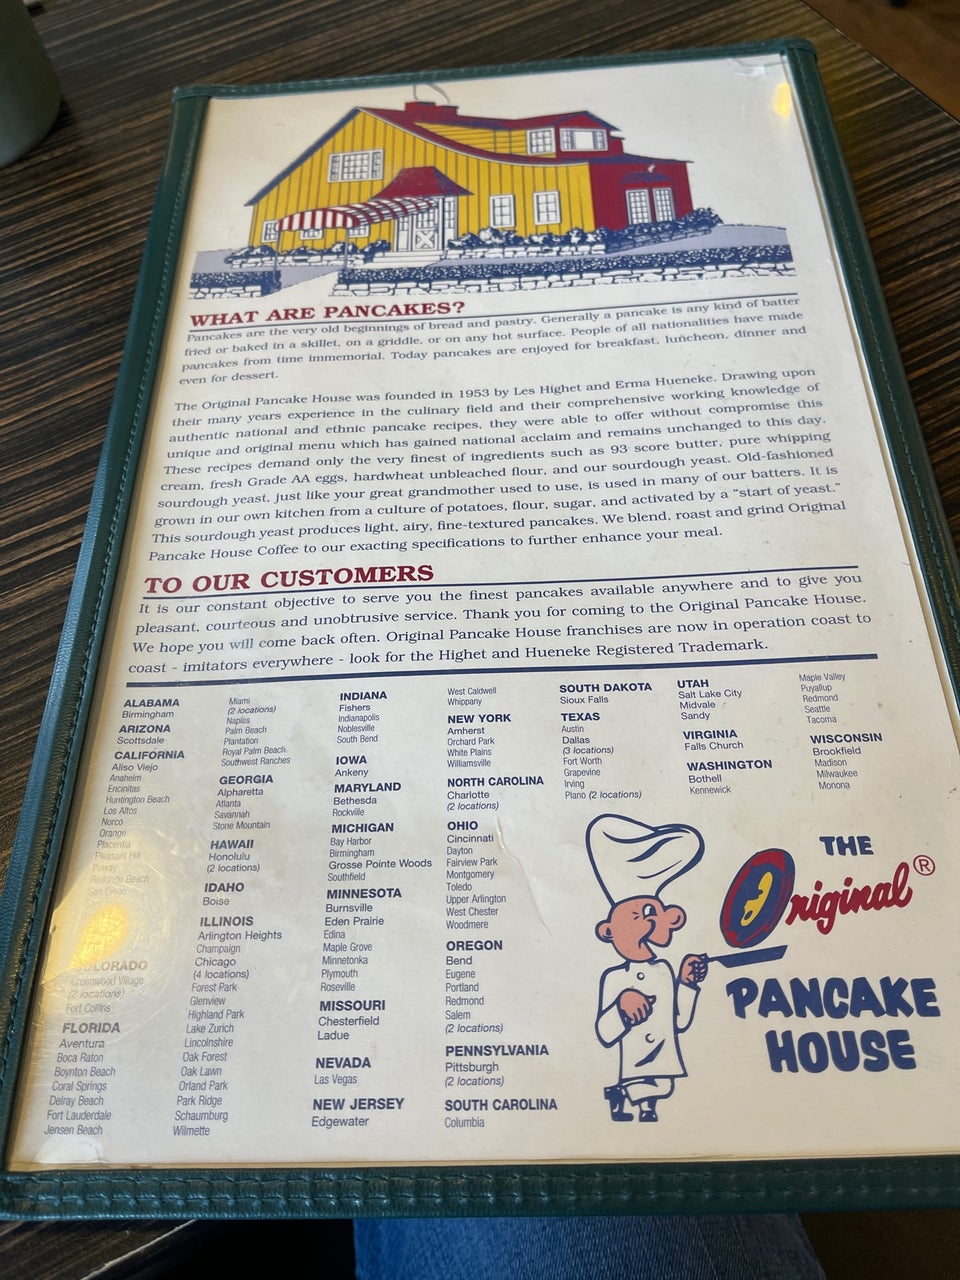 WHAT ARE PANCAKES?
Pancakes are the very old beginnings of bread and pastry. Generally a pancake is any kind of batter
fried or baked in a skillet, on a griddle, or on any hot surface. People of all nationalities have made
pancakes from time immemorial. Today pancakes are enjoyed for breakfast, luncheon, dinner and
even for dessert.
The Original Pancake House was founded in 1953 by Les Highet and Erma Hueneke. Drawing upon
their many years experience in the culinary field and their comprehensive working knowledge of
authentic national and ethnic pancake recipes, they were able to offer without compromise this
unique and original menu which has gained national acclaim and remains unchanged to this day.
These recipes demand only the very finest of ingredients such as 93 score butter, pure whipping
cream, fresh Grade AA eggs, hardwheat unbleached flour, and our sourdough yeast. Old-fashioned
sourdough yeast, just like your great grandmother used to use, is used in many of our batters. It is
grown in our own kitchen from a culture of potatoes, flour, sugar, and activated by a “start of yeast.”
This sourdough yeast produces light, airy, fine-textured pancakes. We blend, roast and grind Original
Pancake House Coffee to our exacting specifications to further enhance your meal.
TO OUR CUSTOMERS
It is our constant objective to serve you the finest pancakes available anywhere and to give you
pleasant, courteous and unobtrusive service. Thank you for coming to the Original Pancake House.
We hope you will come back often. Original Pancake House franchises are now in operation coast to
coast - imitators everywhere - look for the Highet and Hueneke Registered Trademark.
ALABAMA
Birmingham
ARIZONA
Scottsdale
CALIFORNIA
Aliso Viejo
Anaheim
Encinitas
Huntington Beach
Los Altos
Norco
Orange
Placentia
Pleasant Hill
Poway
Redondo Beach
San Diego
COLORADO
Greenwood Village
(2 locations)
Fort Collins
FLORIDA
Aventura
Boca Raton
Boynton Beach
Coral Springs
Delray Beach
Fort Lauderdale
Jensen Beach
Miami
(2 locations)
Naples
Palm Beach
Plantation
Royal Palm Beach
Southwest Ranches
GEORGIA
Alpharetta
Atlanta
Savannah
Stone Mountain
HAWAII
Honolulu
(2 locations)
IDAHO
Boise
ILLINOIS
Arlington Heights
Champaign
Chicago
(4 locations)
Forest Park
Glenview
Highland Park
Lake Zurich
Lincolnshire
Oak Forest
Oak Lawn
Orland Park
Park Ridge
Schaumburg
Wilmette
INDIANA
Fishers
Indianapolis
Noblesville
South Bend
IOWA
Ankeny
MARYLAND
Bethesda
Rockville
MICHIGAN
Bay Harbor
Birmingham
Grosse Pointe Woods
Southfield
MINNESOTA
Burnsville
Eden Prairie
Edina
Maple Grove
Minnetonka
Plymouth
Roseville
MISSOURI
Chesterfield
Ladue
NEVADA
Las Vegas
NEW JERSEY
Edgewater
West Caldwell
Whippany
NEW YORK
Amherst
Orchard Park
White Plains
Williamsville
NORTH CAROLINA
Charlotte
(2 locations)
OHIO
Cincinnati
Dayton
Fairview Park
Montgomery
Toledo
Upper Arlington
West Chester
Woodmere
OREGON
Bend
Eugene
Portland
Redmond
Salem
(2 locations)
PENNSYLVANIA
Pittsburgh
(2 locations)
SOUTH CAROLINA
Columbia
SOUTH DAKOTA
Sioux Falls
TEXAS
Austin
Dallas
(3 locations)
Fort Worth
Grapevine
Irving
Plano (2 locations)
UTAH
Salt Lake City
Midvale
Sandy
VIRGINIA
Falls Church
WASHINGTON
Bothell
Kennewick
Maple Valley
Puyallup
Redmond
Seattle
Tacoma
WISCONSIN
Brookfield
Madison
Milwaukee
Monona
THE
Original®
PANCAKE
HOUSE